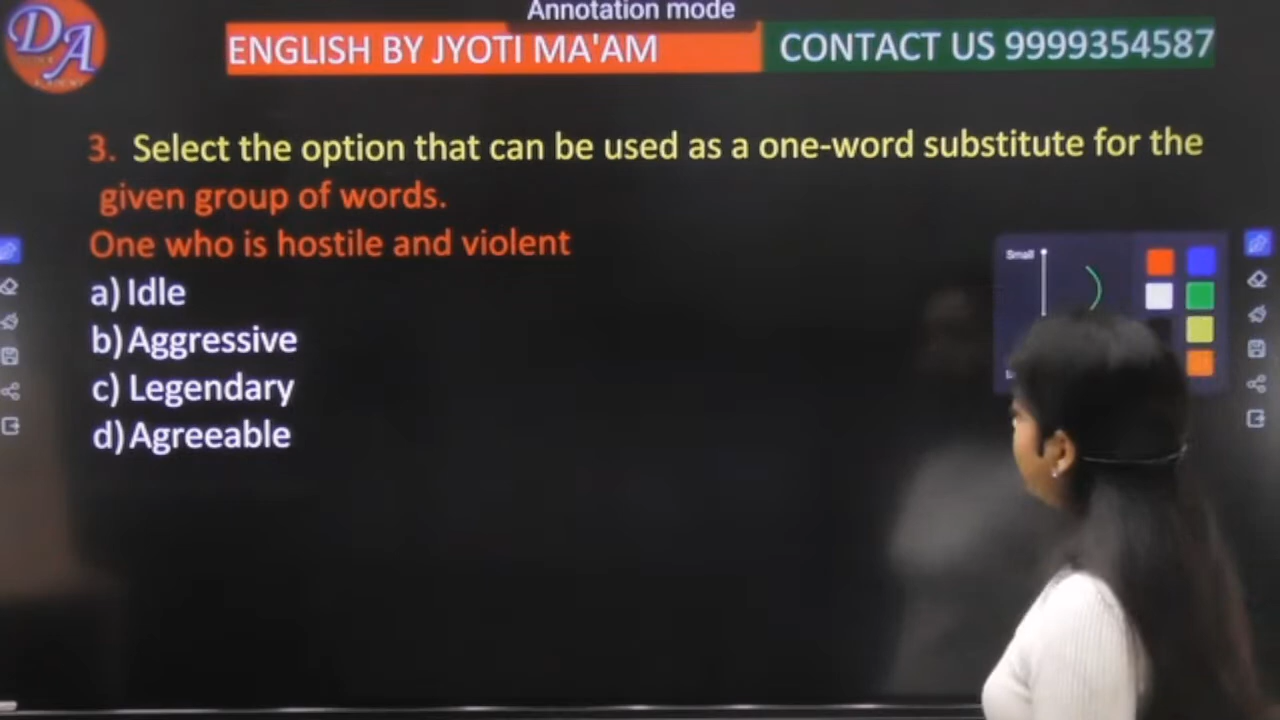 Annotation mode
DA
ENGLISH BY JYOTI MA'AM
CONTACT US 9999354587
3. Select the option that can be used as a one-word substitute for the
given group of words.
One who is hostile and violent
Small
a) Idle
b) Aggressive
c) Legendary
d) Agreeable